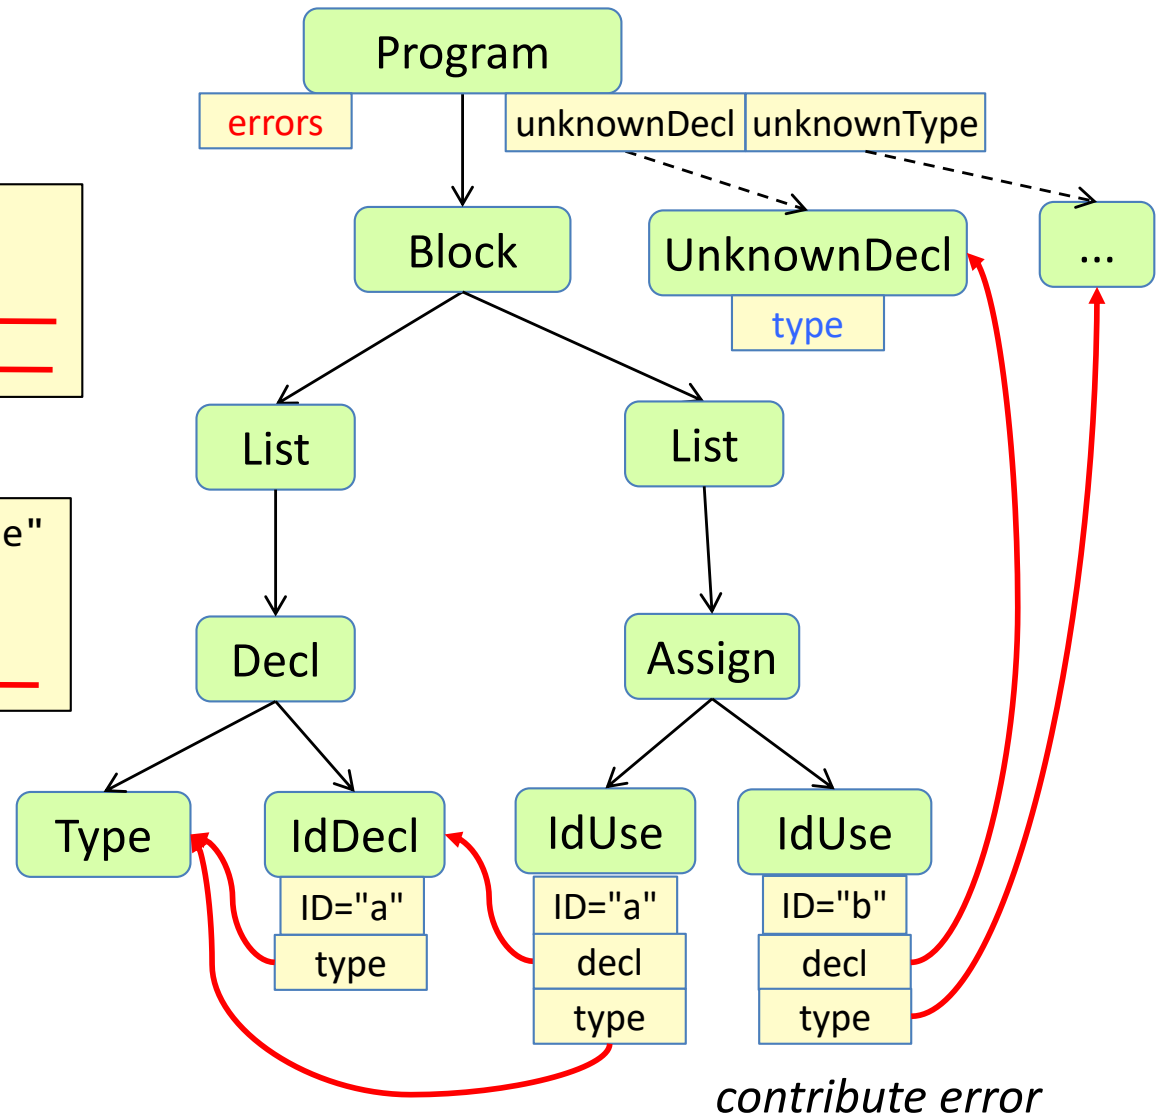 Program
errors
unknownDecl unknownType
Block
UnknownDecl
...
type
List
List
e"
Decl
Assign
Type
IdDecl
IdUse
IdUse
ID="a"
ID="a"
ID="b"
type
decl
decl
type
type
contribute error